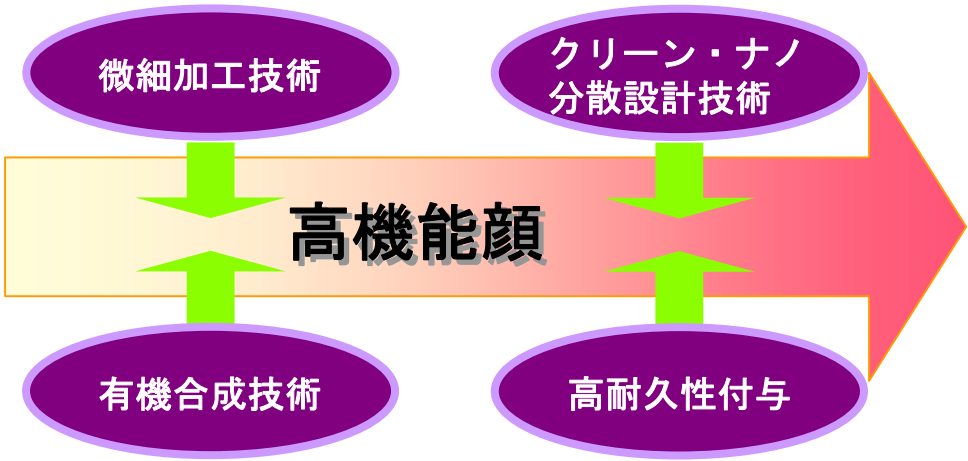 微細加工技術
クリーン・ナノ
分散設計技術
高機能顔
有機合成技術
高耐久性付与